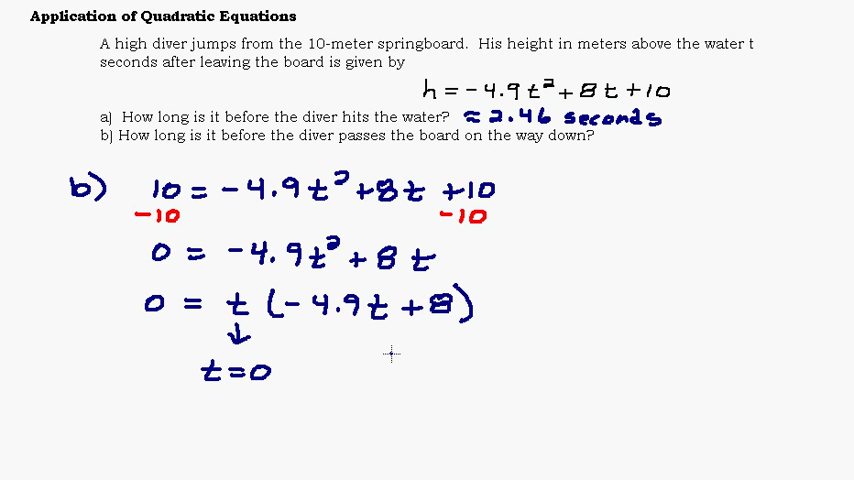 Application of Quadratic Equations
A high diver jumps from the 10-meter springboard. His height in meters above the water t
seconds after leaving the board is given by
h = -4.9t² + 8t + 10
a) How long is it before the diver hits the water? ≈ 2.46 seconds
b) How long is it before the diver passes the board on the way down?
b) 10 = -4.9t² + 8t + 10
-10 -10
0 = -4.9t² + 8t
0 = t (-4.9t + 8)
↓
t = 0